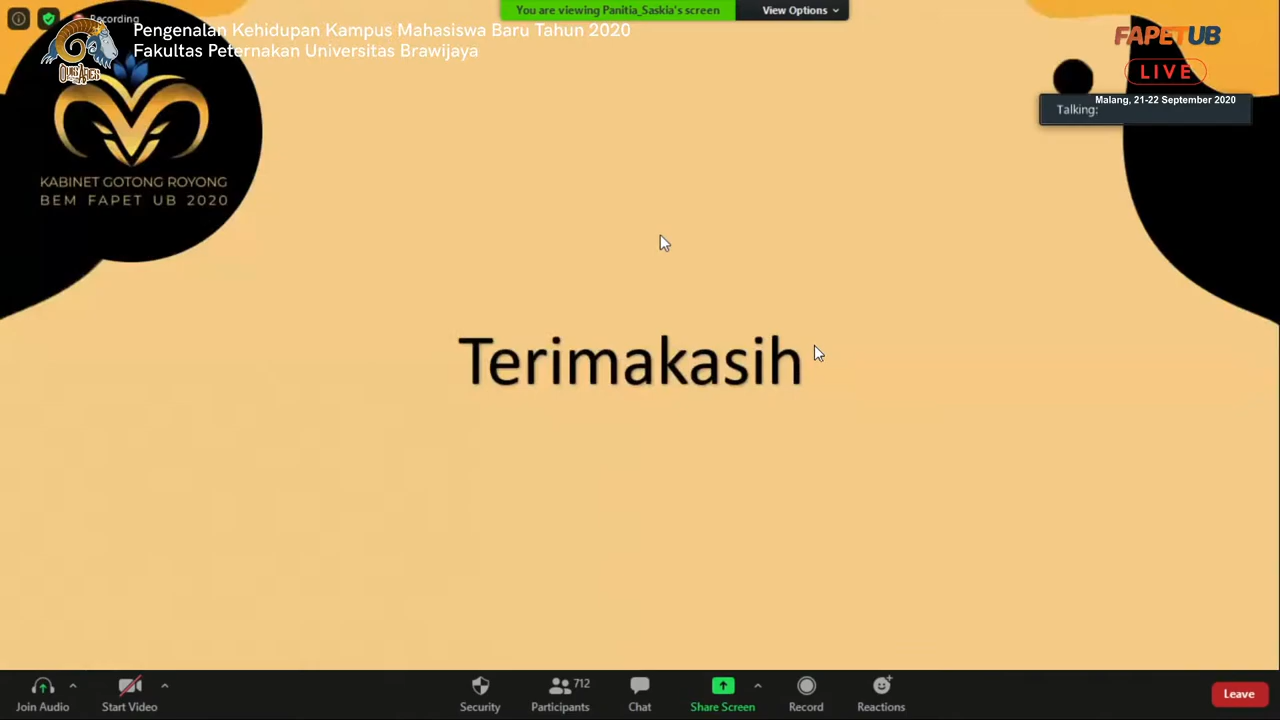 Recording
You are viewing Panitia_Saskia's screen
View Options
Pengenalan Kehidupan Kampus Mahasiswa Baru Tahun 2020
Fakultas Peternakan Universitas Brawijaya
FAPET UB
LIVE
Malang, 21-22 September 2020
Talking:
KABINET GOTONG ROYONG
BEM FAPET UB 2020
Terimakasih
Join Audio
Start Video
Security
Participants 712
Chat
Share Screen
Record
Reactions
Leave